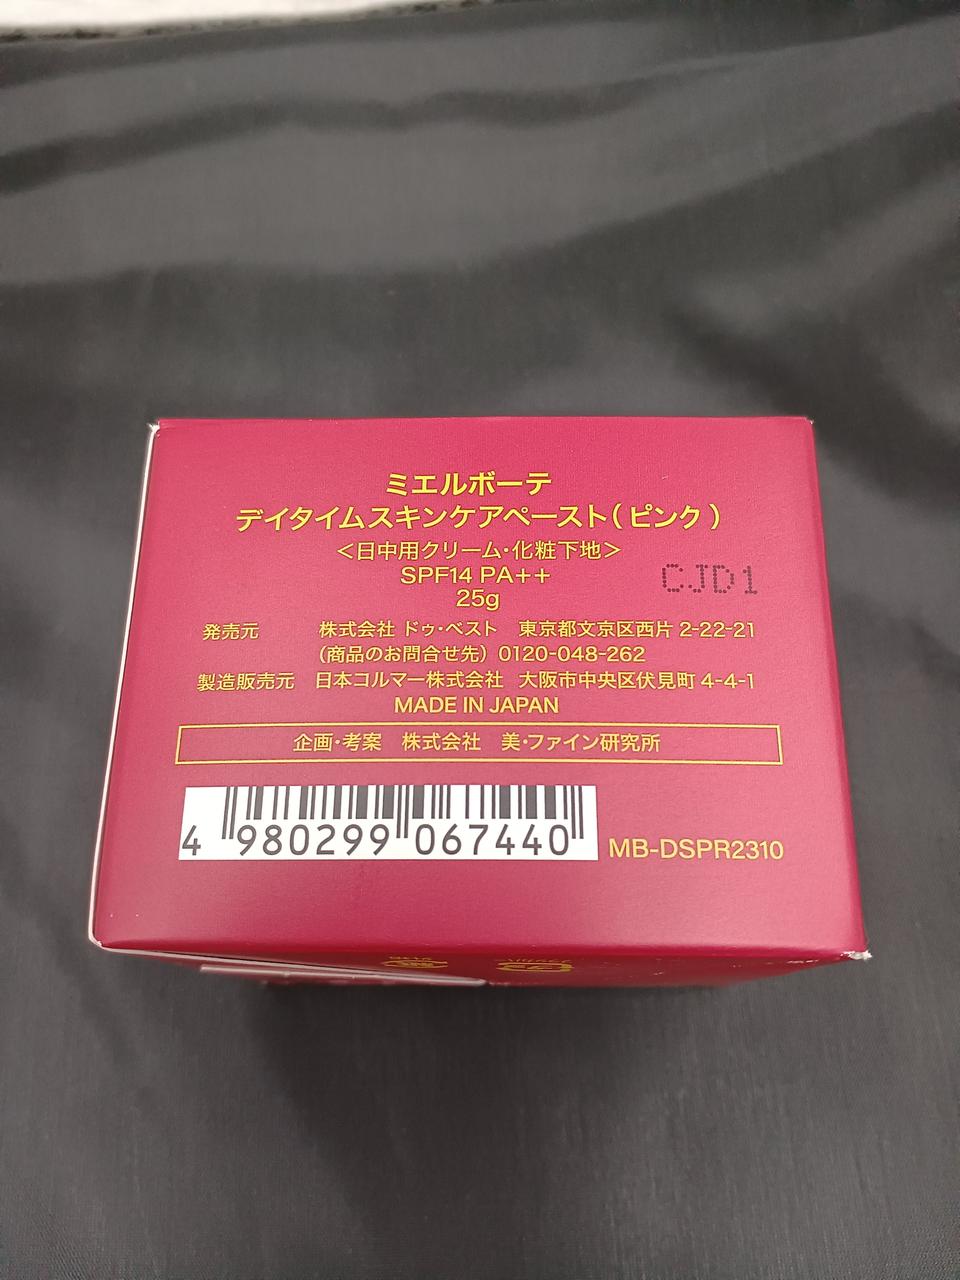 ミエルボーテ
デイタイムスキンケアペースト(ピンク)
<日中用クリーム・化粧下地>
SPF14 PA++
CJD1
25g
発売元 株式会社 ドゥ・ベスト 東京都文京区西片 2-22-21
(商品のお問合せ先) 0120-048-262
製造販売元 日本コルマー株式会社 大阪市中央区伏見町 4-4-1
MADE IN JAPAN
企画・考案 株式会社 美・ファイン研究所
4 980299 067440
MB-DSPR2310